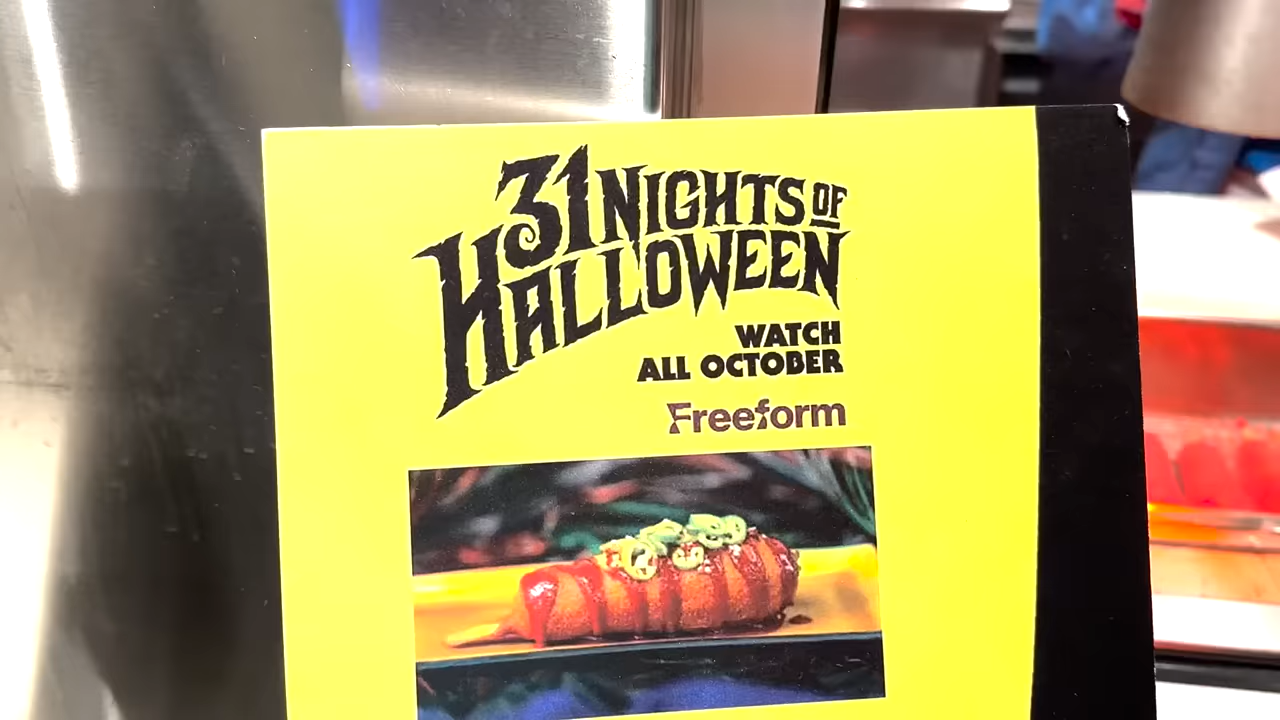 31 NIGHTS OF
HALLOWEEN
WATCH
ALL OCTOBER
Freeform